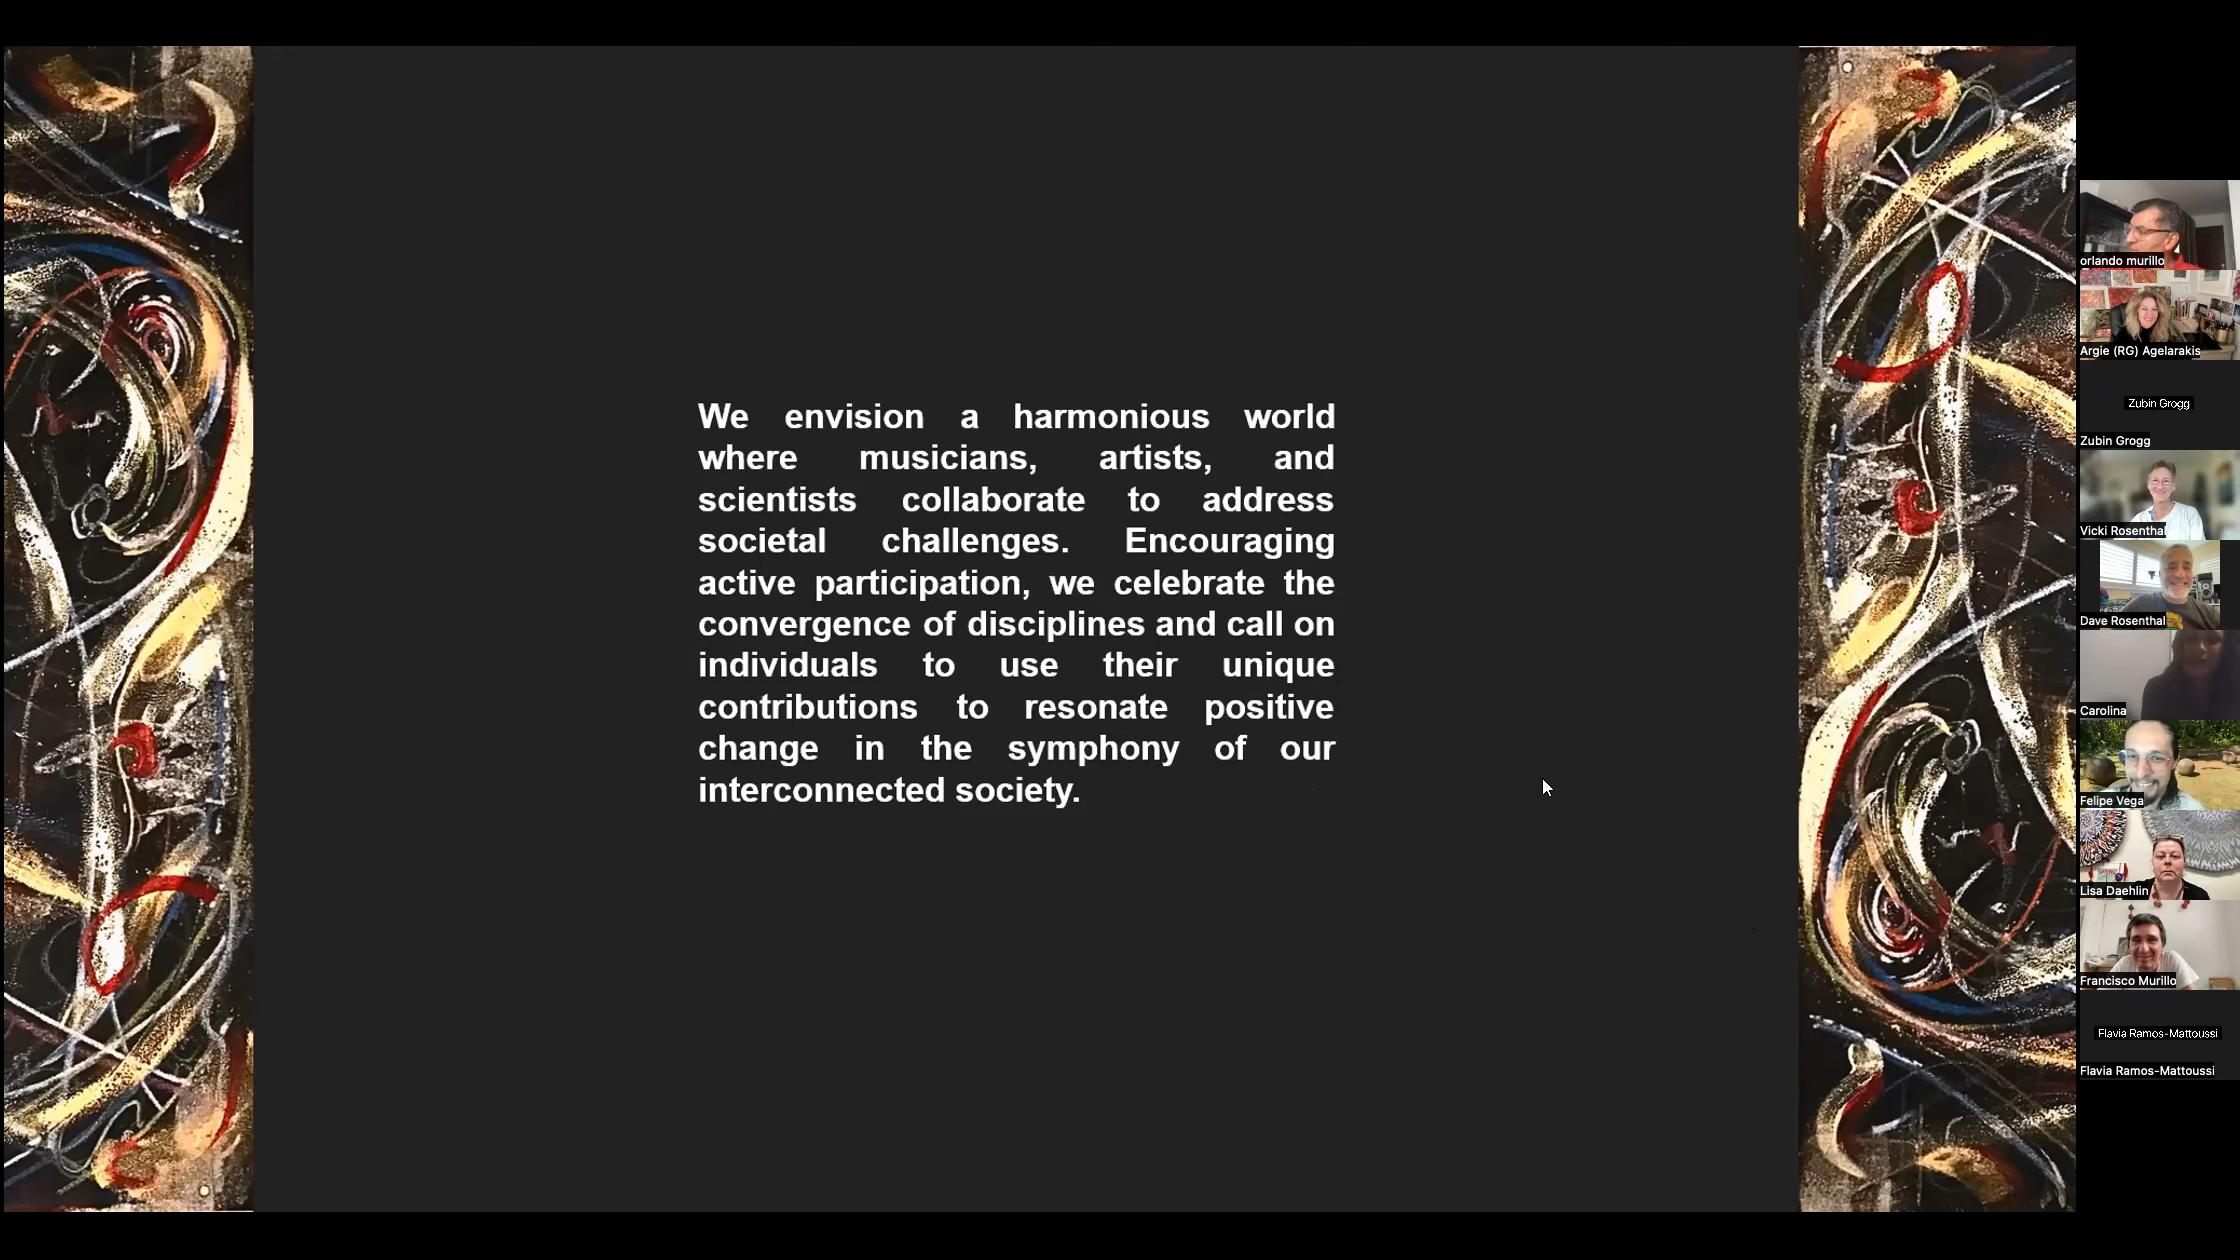 We envision a harmonious world
where musicians, artists, and
scientists collaborate to address
societal challenges. Encouraging
active participation, we celebrate the
convergence of disciplines and call on
individuals to use their unique
contributions to resonate positive
change in the symphony of our
interconnected society.
orlando murillo
Argie (RG) Agelarakis
Zubin Grogg
Zubin Grogg
Vicki Rosenthal
Dave Rosenthal
Carolina
Felipe Vega
Lisa Daehlin
Francisco Murillo
Flavia Ramos-Mattoussi
Flavia Ramos-Mattoussi